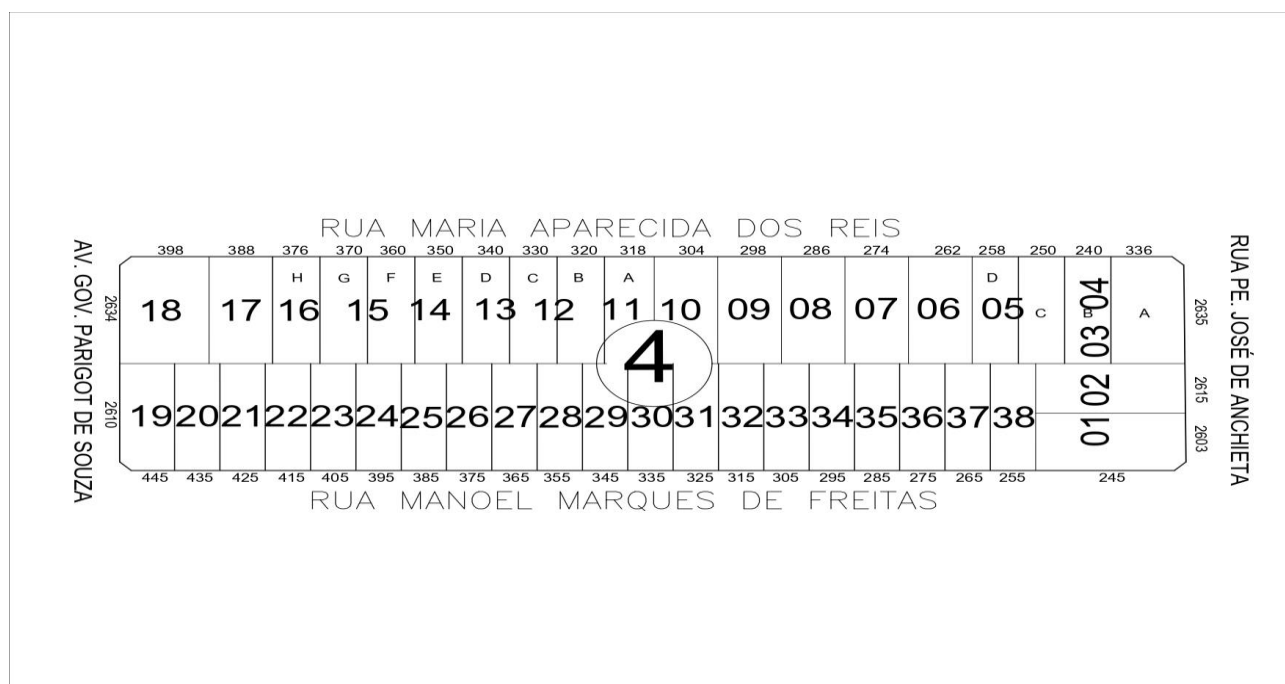 RUA MARIA APARECIDA DOS REIS
398 388 376 370 360 350 340 330 320 318 304 298 286 274 262 258 250 240 336
H G F E D C B A D
18 17 16 15 14 13 12 11 10 09 08 07 06 05 03 04
C B A
AV. GOV. PARIGOT DE SOUZA
2634
2610
4
RUA PE. JOSÉ DE ANCHIETA
2635
2615
2603
19 20 21 22 23 24 25 26 27 28 29 30 31 32 33 34 35 36 37 38 01 02
445 435 425 415 405 395 385 375 365 355 345 335 325 315 305 295 285 275 265 255 245
RUA MANOEL MARQUES DE FREITAS